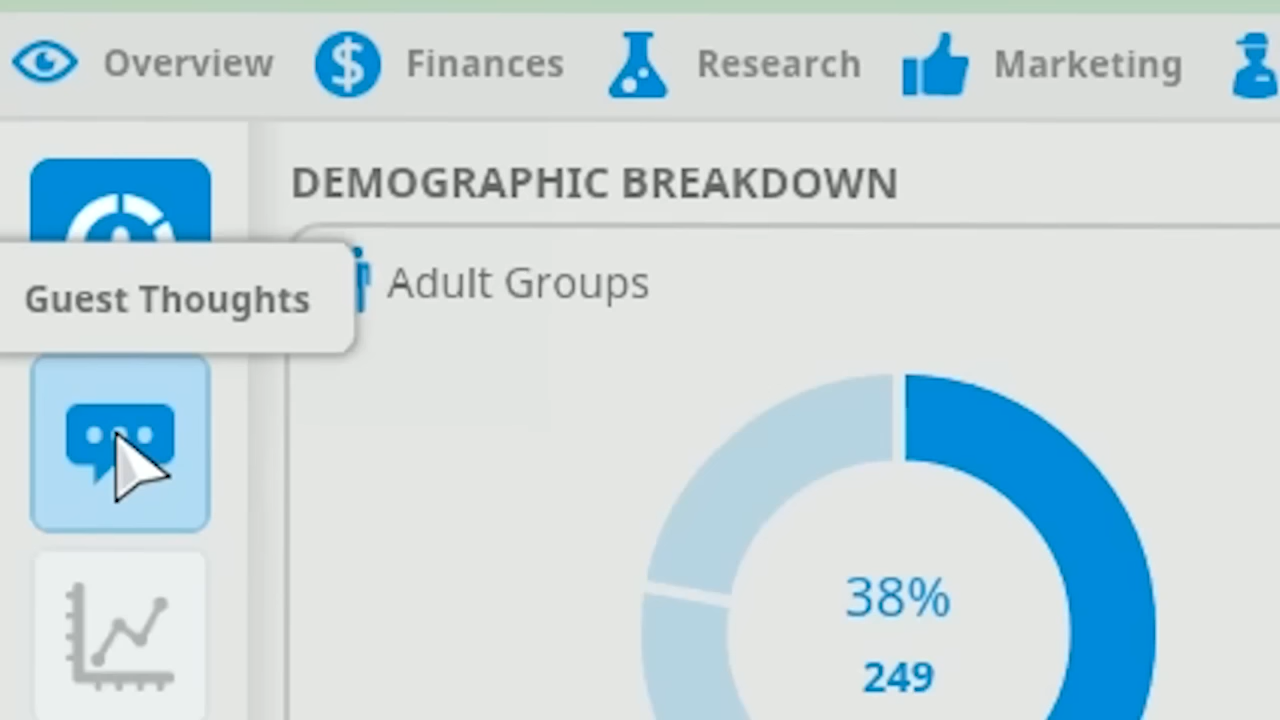 Overview Finances Research Marketing
DEMOGRAPHIC BREAKDOWN
Guest Thoughts
Adult Groups
38%
249